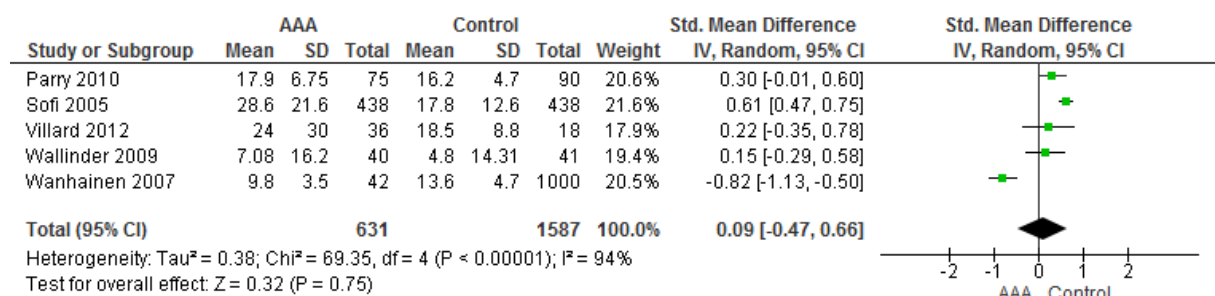 AAA Control Std. Mean Difference Std. Mean Difference
Study or Subgroup Mean SD Total Mean SD Total Weight IV, Random, 95% CI IV, Random, 95% CI
Parry 2010 17.9 6.75 75 16.2 4.7 90 20.6% 0.30 [-0.01, 0.60]
Sofi 2005 28.6 21.6 438 17.8 12.6 438 21.6% 0.61 [0.47, 0.75]
Villard 2012 24 30 36 18.5 8.8 18 17.9% 0.22 [-0.35, 0.78]
Wallinder 2009 7.08 16.2 40 4.8 14.31 41 19.4% 0.15 [-0.29, 0.58]
Wanhainen 2007 9.8 3.5 42 13.6 4.7 1000 20.5% -0.82 [-1.13, -0.50]
Total (95% CI) 631 1587 100.0% 0.09 [-0.47, 0.66]
Heterogeneity: Tau² = 0.38; Chi² = 69.35, df = 4 (P < 0.00001); I² = 94%
Test for overall effect: Z = 0.32 (P = 0.75)
-2 -1 0 1 2
AAA Control